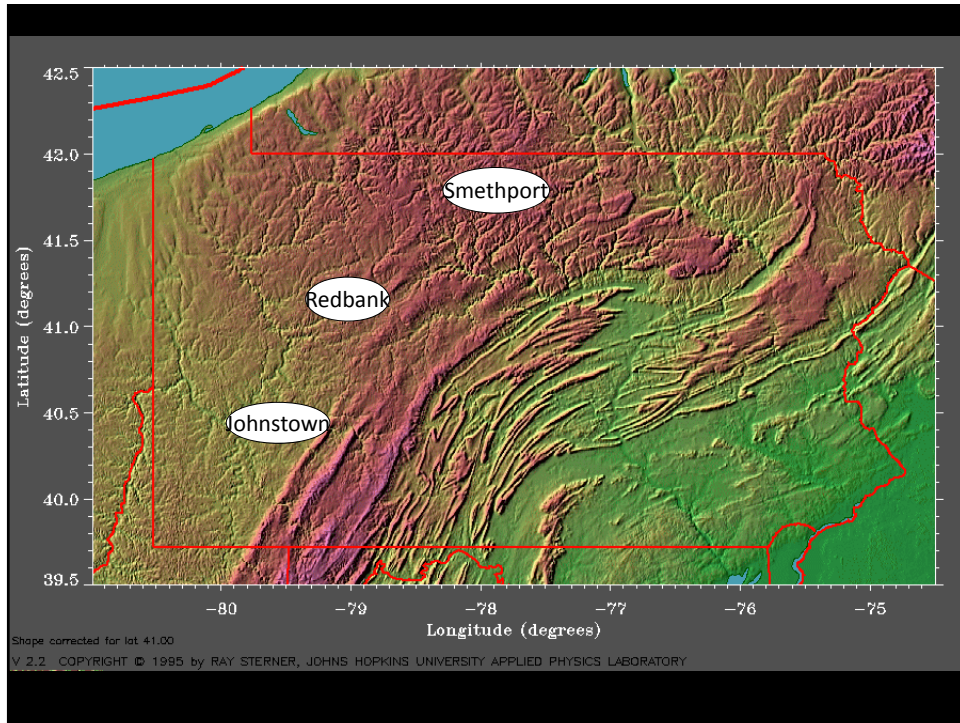 42.5
42.0
41.5
41.0
40.5
40.0
39.5
Latitude (degrees)
Smethport
Redbank
Johnstown
−80
−79
−78
−77
−76
−75
Longitude (degrees)
Shape corrected for lat 41.00
V 2.2 COPYRIGHT © 1995 by RAY STERNER, JOHNS HOPKINS UNIVERSITY APPLIED PHYSICS LABORATORY